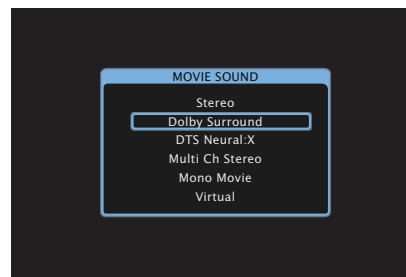 MOVIE SOUND
Stereo
Dolby Surround
DTS Neural:X
Multi Ch Stereo
Mono Movie
Virtual